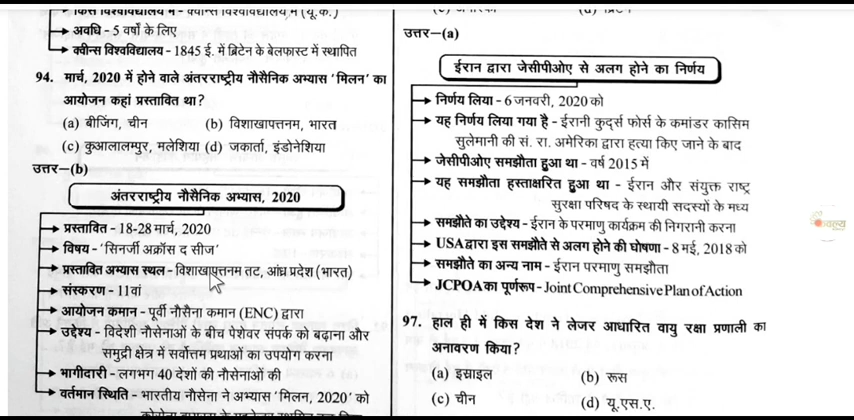 किस विश्वविद्यालय में - क्वीन्स विश्वविद्यालय में (यू.के.)
अवधि - 5 वर्षों के लिए
क्वीन्स विश्वविद्यालय - 1845 ई. में ब्रिटेन के बेलफास्ट में स्थापित
94. मार्च, 2020 में होने वाले अंतरराष्ट्रीय नौसैनिक अभ्यास 'मिलन' का
आयोजन कहां प्रस्तावित था?
(a) बीजिंग, चीन (b) विशाखापत्तनम, भारत
(c) कुआलालम्पुर, मलेशिया (d) जकार्ता, इंडोनेशिया
उत्तर—(b)
अंतरराष्ट्रीय नौसैनिक अभ्यास, 2020
प्रस्तावित - 18-28 मार्च, 2020
विषय - 'सिनर्जी अक्रॉस द सीज'
प्रस्तावित अभ्यास स्थल - विशाखापत्तनम तट, आंध्र प्रदेश (भारत)
संस्करण - 11वां
आयोजन कमान - पूर्वी नौसेना कमान (ENC) द्वारा
उद्देश्य - विदेशी नौसेनाओं के बीच पेशेवर संपर्क को बढ़ाना और
समुद्री क्षेत्र में सर्वोत्तम प्रथाओं का उपयोग करना
भागीदारी - लगभग 40 देशों की नौसेनाओं की
वर्तमान स्थिति - भारतीय नौसेना ने अभ्यास 'मिलन, 2020' को
उत्तर—(a)
ईरान द्वारा जेसीपीओए से अलग होने का निर्णय
निर्णय लिया - 6 जनवरी, 2020 को
यह निर्णय लिया गया है - ईरानी कुद्र्स फोर्स के कमांडर कासिम
सुलेमानी की सं. रा. अमेरिका द्वारा हत्या किए जाने के बाद
जेसीपीओए समझौता हुआ था - वर्ष 2015 में
यह समझौता हस्ताक्षरित हुआ था - ईरान और संयुक्त राष्ट्र
सुरक्षा परिषद के स्थायी सदस्यों के मध्य
समझौते का उद्देश्य - ईरान के परमाणु कार्यक्रम की निगरानी करना
USA द्वारा इस समझौते से अलग होने की घोषणा - 8 मई, 2018 को
समझौते का अन्य नाम - ईरान परमाणु समझौता
JCPOA का पूर्णरूप - Joint Comprehensive Plan of Action
97. हाल ही में किस देश ने लेजर आधारित वायु रक्षा प्रणाली का
अनावरण किया?
(a) इस्राइल (b) रूस
(c) चीन (d) यू.एस.ए.